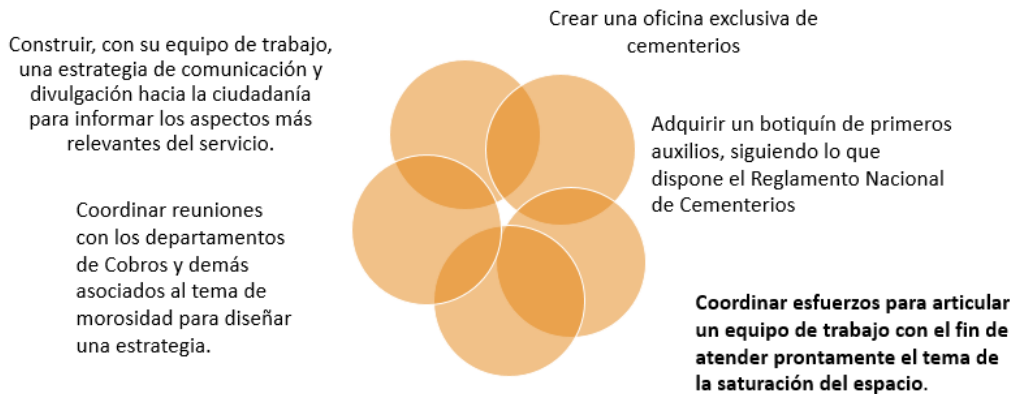 Crear una oficina exclusiva de
cementerios
Construir, con su equipo de trabajo,
una estrategia de comunicación y
divulgación hacia la ciudadanía
para informar los aspectos más
relevantes del servicio.
Adquirir un botiquín de primeros
auxilios, siguiendo lo que
dispone el Reglamento Nacional
de Cementerios
Coordinar reuniones
con los departamentos
de Cobros y demás
asociados al tema de
morosidad para diseñar
una estrategia.
Coordinar esfuerzos para articular
un equipo de trabajo con el fin de
atender prontamente el tema de
la saturación del espacio.